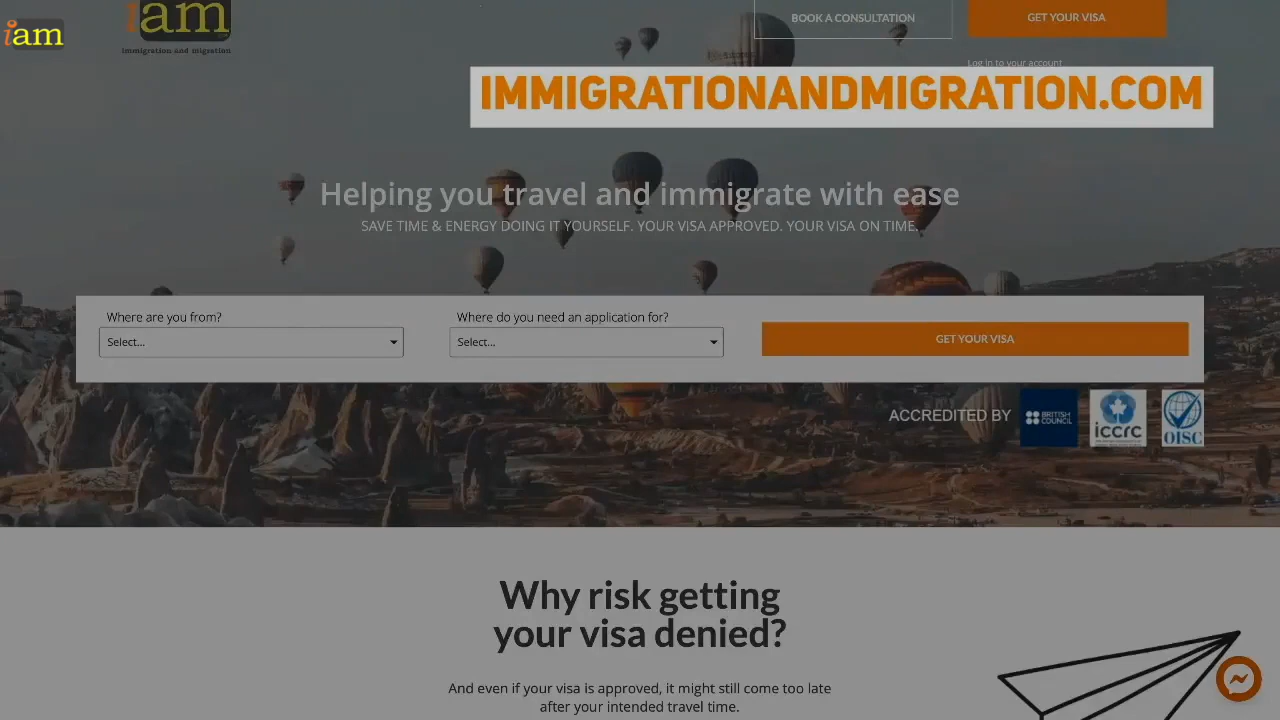 iam
iam
immigration and migration
BOOK A CONSULTATION
GET YOUR VISA
Log in to your account
IMMIGRATIONANDMIGRATION.COM
Helping you travel and immigrate with ease
SAVE TIME & ENERGY DOING IT YOURSELF. YOUR VISA APPROVED. YOUR VISA ON TIME.
Where are you from?
Where do you need an application for?
Select...
Select...
GET YOUR VISA
ACCREDITED BY
BRITISH
COUNCIL
iccrc
OISC
Why risk getting
your visa denied?
And even if your visa is approved, it might still come too late
after your intended travel time.